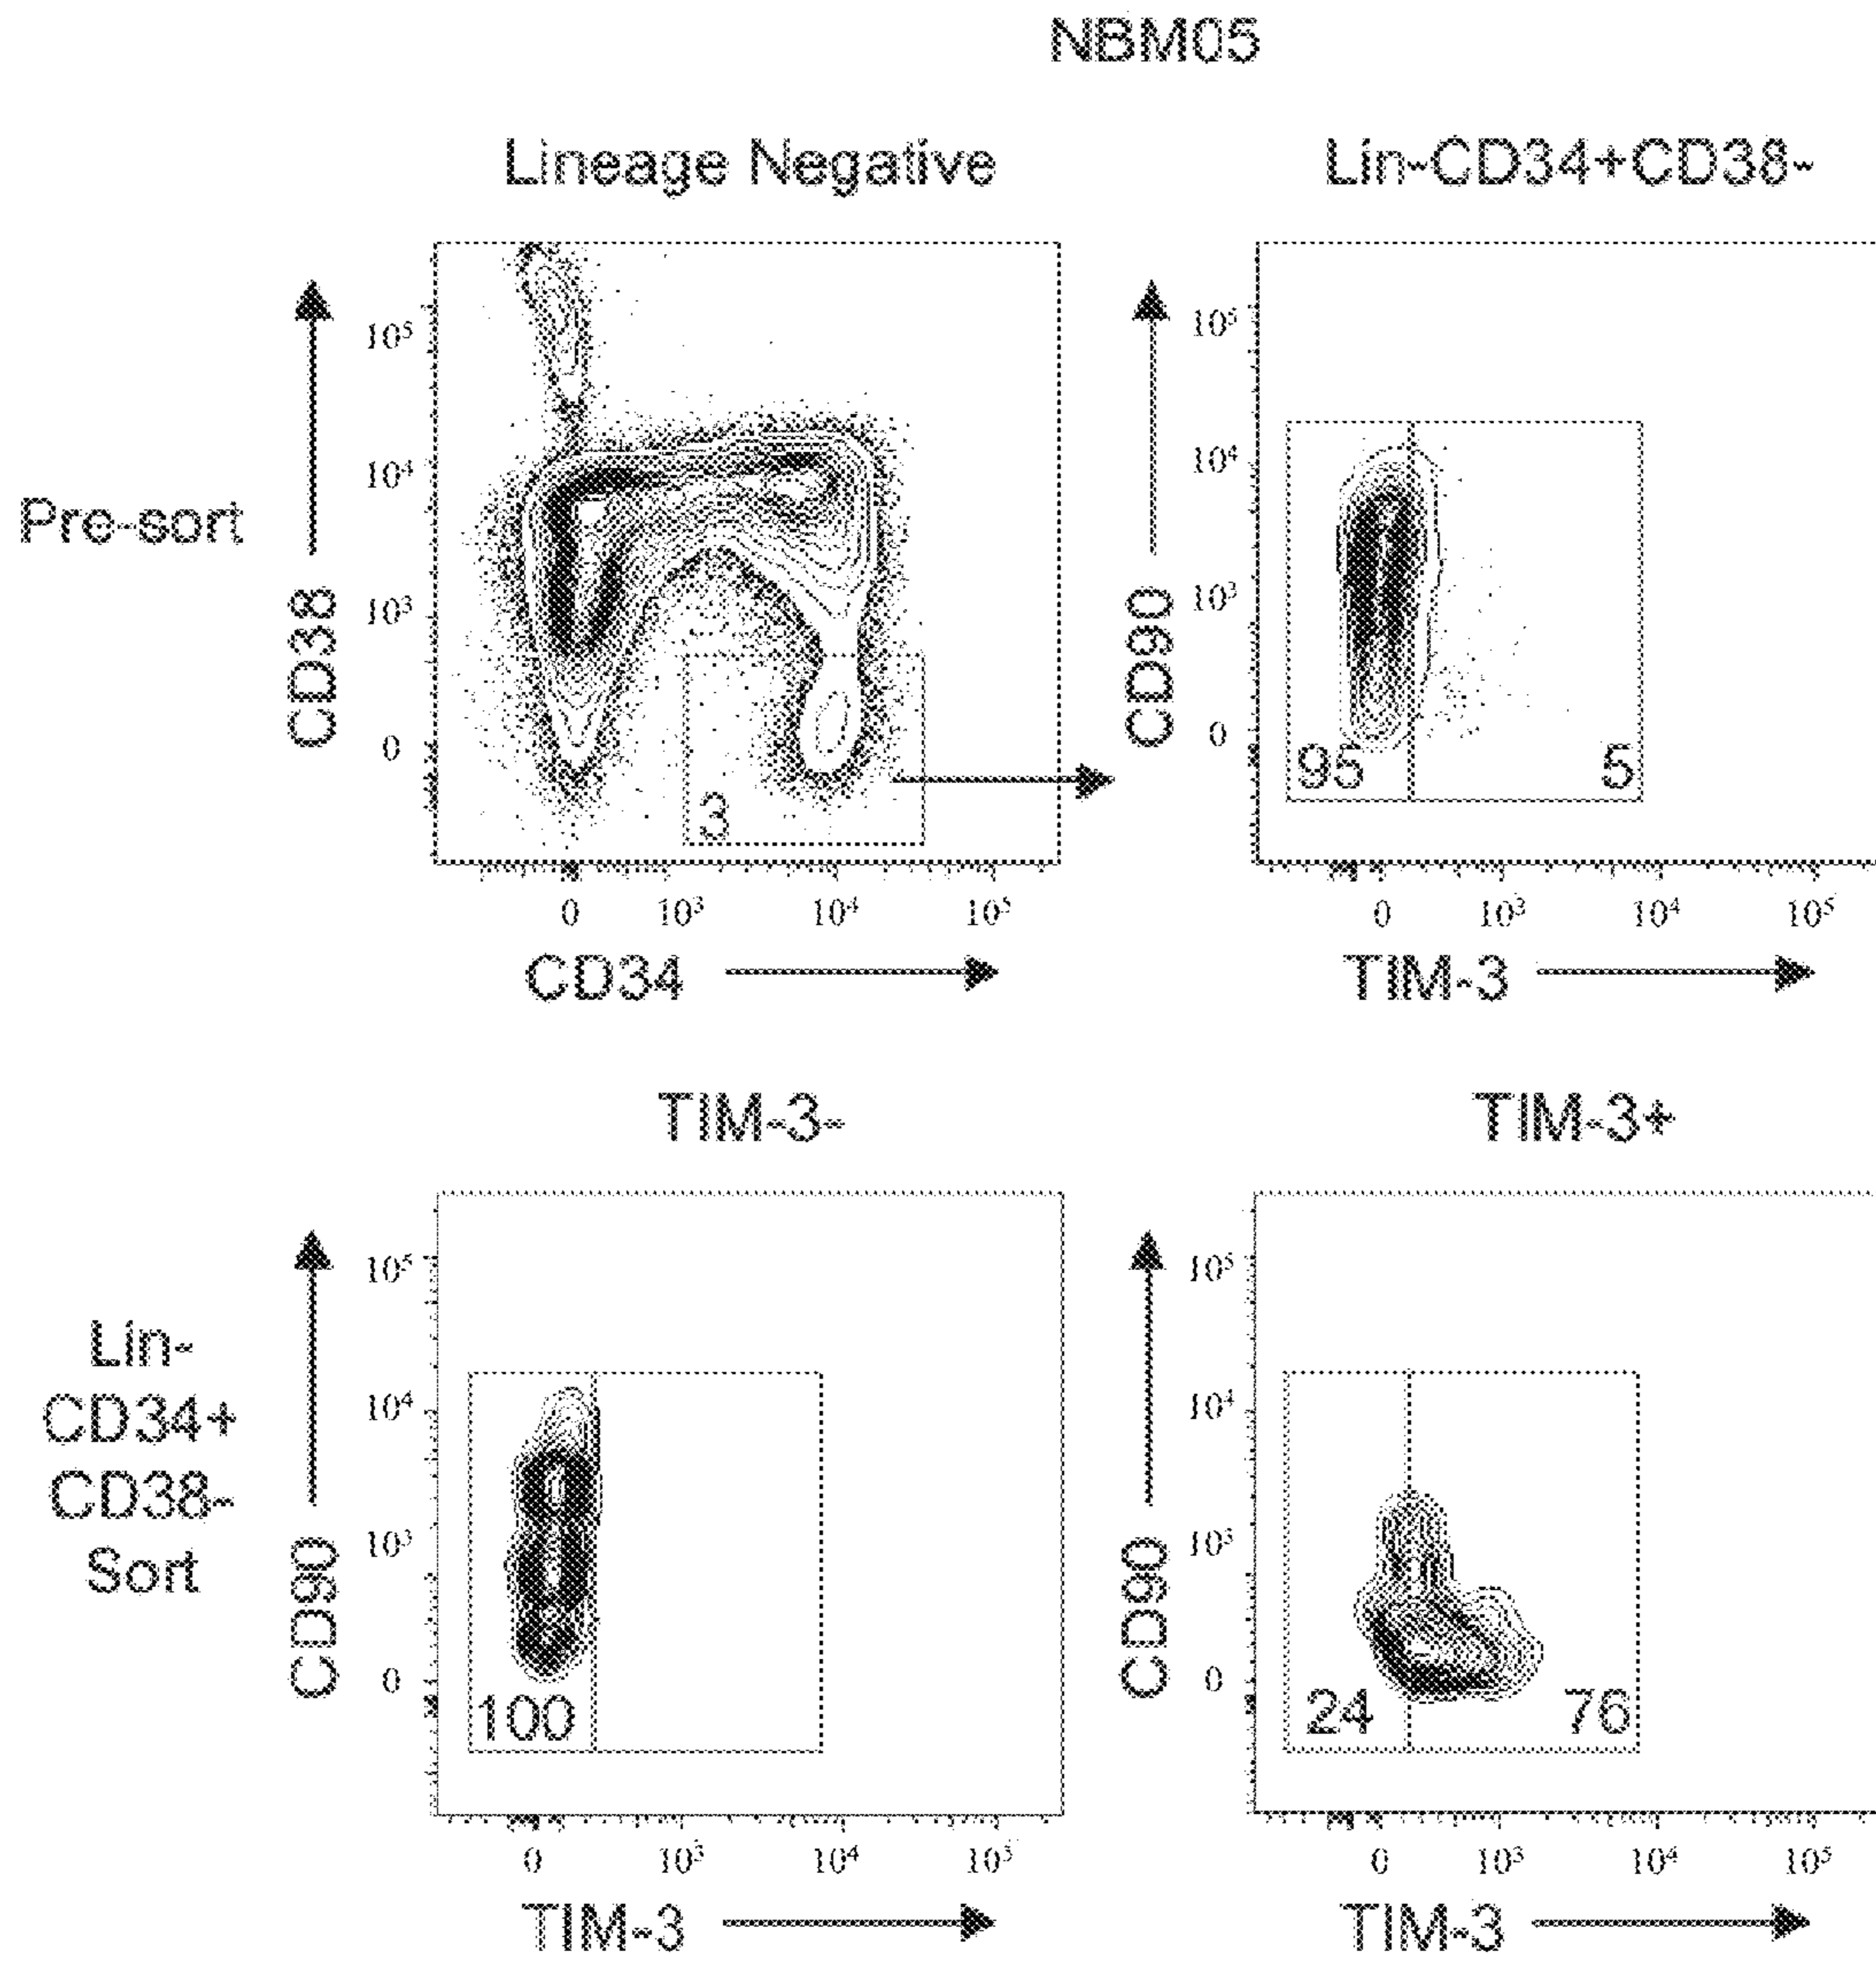 NBM05
Lineage Negative
Lin-CD34+CD38-
Pre-sort
CD38
10⁵
10⁴
10³
0
3
0 10³ 10⁴ 10⁵
CD34
CD90
10⁵
10⁴
10³
0
95 5
0 10³ 10⁴ 10⁵
TIM-3
TIM-3-
TIM-3+
Lin-
CD34+
CD38-
Sort
CD90
10⁵
10⁴
10³
0
100
0 10³ 10⁴ 10⁵
TIM-3
CD90
10⁵
10⁴
10³
0
24 76
0 10³ 10⁴ 10⁵
TIM-3